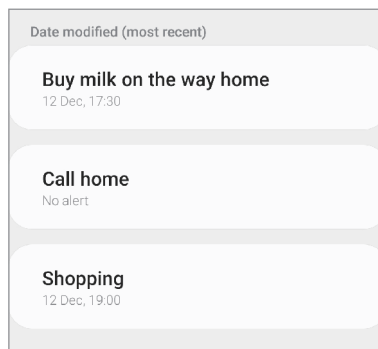 Date modified (most recent)
Buy milk on the way home
12 Dec, 17:30
Call home
No alert
Shopping
12 Dec, 19:00